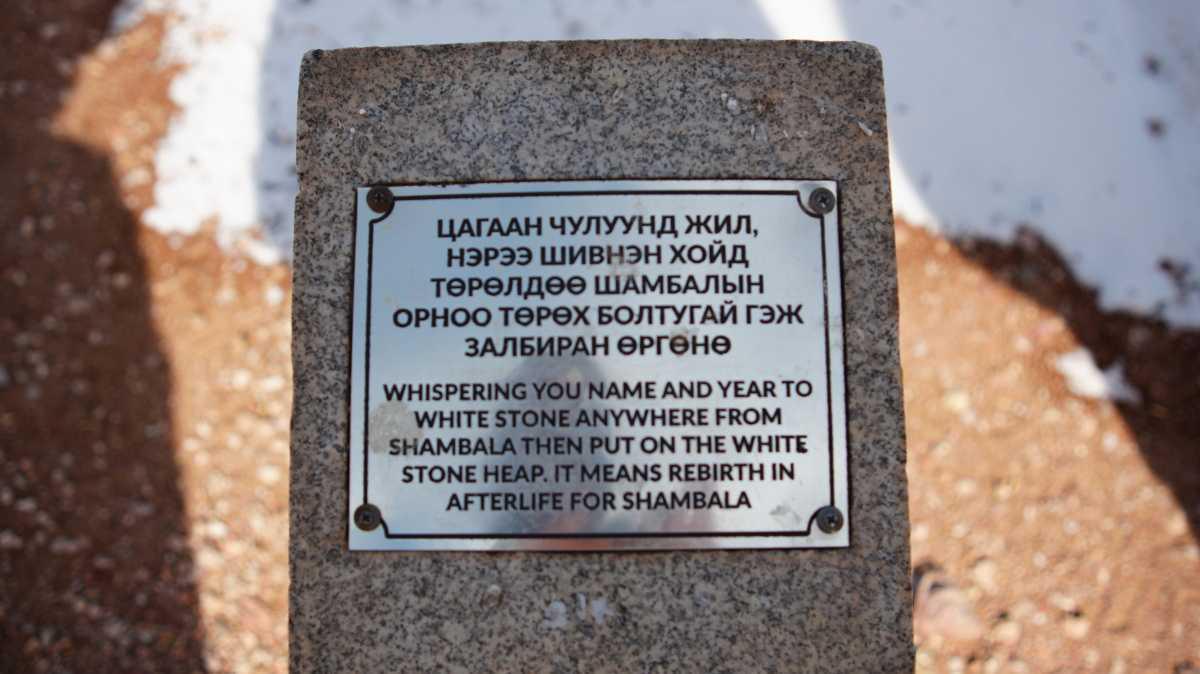 ЦАГААН ЧУЛУУНД ЖИЛ,
НЭРЭЭ ШИВНЭН ХОЙД
ТӨРӨЛДӨӨ ШАМБАЛЫН
ОРНОО ТӨРӨХ БОЛТУГАЙ ГЭЖ
ЗАЛБИРАН ӨРГӨНӨ
WHISPERING YOU NAME AND YEAR TO
WHITE STONE ANYWHERE FROM
SHAMBALA THEN PUT ON THE WHITE
STONE HEAP. IT MEANS REBIRTH IN
AFTERLIFE FOR SHAMBALA